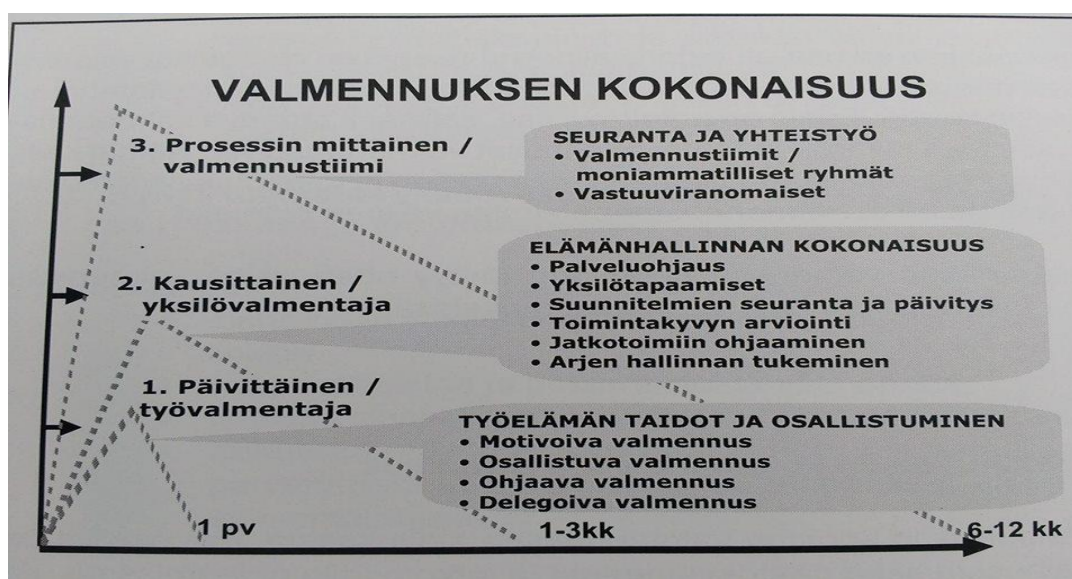 VALMENNUKSEN KOKONAISUUS
3. Prosessin mittainen /
valmennustiimi
SEURANTA JA YHTEISTYÖ
• Valmennustiimit /
moniammatilliset ryhmät
• Vastuuviranomaiset
2. Kausittainen /
yksilövalmentaja
ELÄMÄNHALLINNAN KOKONAISUUS
• Palveluohjaus
• Yksilötapaamiset
• Suunnitelmien seuranta ja päivitys
• Toimintakyvyn arviointi
• Jatkotoimiin ohjaaminen
• Arjen hallinnan tukeminen
1. Päivittäinen /
työvalmentaja
TYÖELÄMÄN TAIDOT JA OSALLISTUMINEN
• Motivoiva valmennus
• Osallistuva valmennus
• Ohjaava valmennus
• Delegoiva valmennus
1 pv
1-3kk
6-12 kk